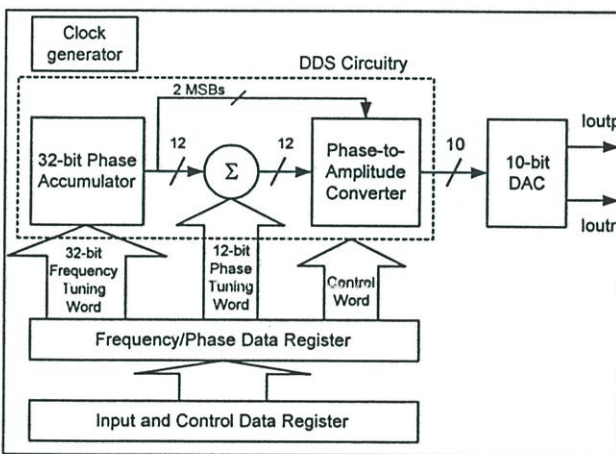 Clock
generator
DDS Circuitry
2 MSBs
32-bit Phase
Accumulator
12
Σ
12
Phase-to-
Amplitude
Converter
10
10-bit
DAC
Ioutp
Ioutn
32-bit
Frequency
Tuning
Word
12-bit
Phase
Tuning
Word
Control
Word
Frequency/Phase Data Register
Input and Control Data Register